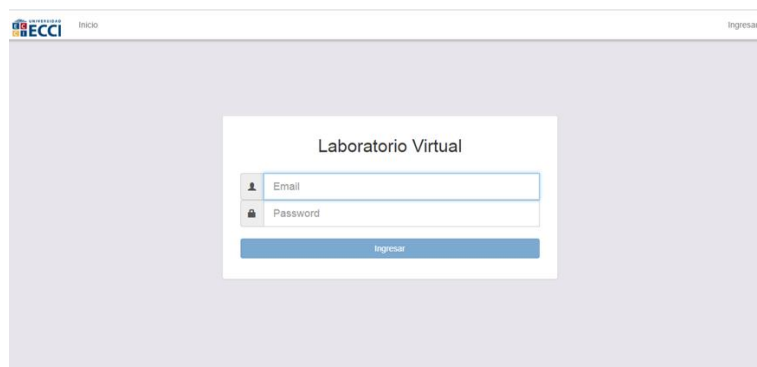 UNIVERSIDAD
ECCI
Inicio
Ingresar
Laboratorio Virtual
Email
Password
Ingresar